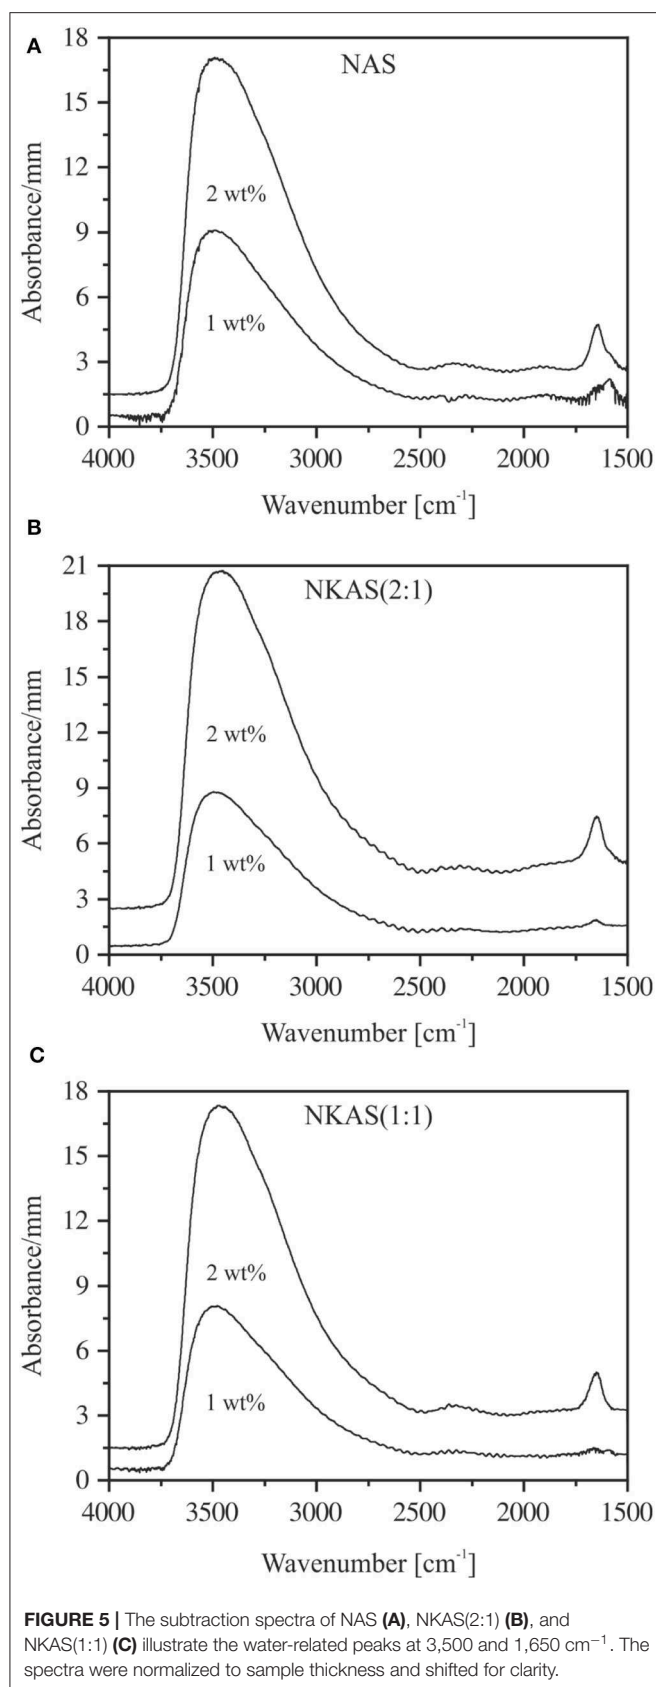 A
NAS
18
15
12
9
6
3
0
Absorbance/mm
2 wt%
1 wt%
4000 3500 3000 2500 2000 1500
Wavenumber [cm-1]
B
NKAS(2:1)
21
18
15
12
9
6
3
0
Absorbance/mm
2 wt%
1 wt%
4000 3500 3000 2500 2000 1500
Wavenumber [cm-1]
C
NKAS(1:1)
18
15
12
9
6
3
0
Absorbance/mm
2 wt%
1 wt%
4000 3500 3000 2500 2000 1500
Wavenumber [cm-1]
FIGURE 5 | The subtraction spectra of NAS (A), NKAS(2:1) (B), and
NKAS(1:1) (C) illustrate the water-related peaks at 3,500 and 1,650 cm−1. The
spectra were normalized to sample thickness and shifted for clarity.